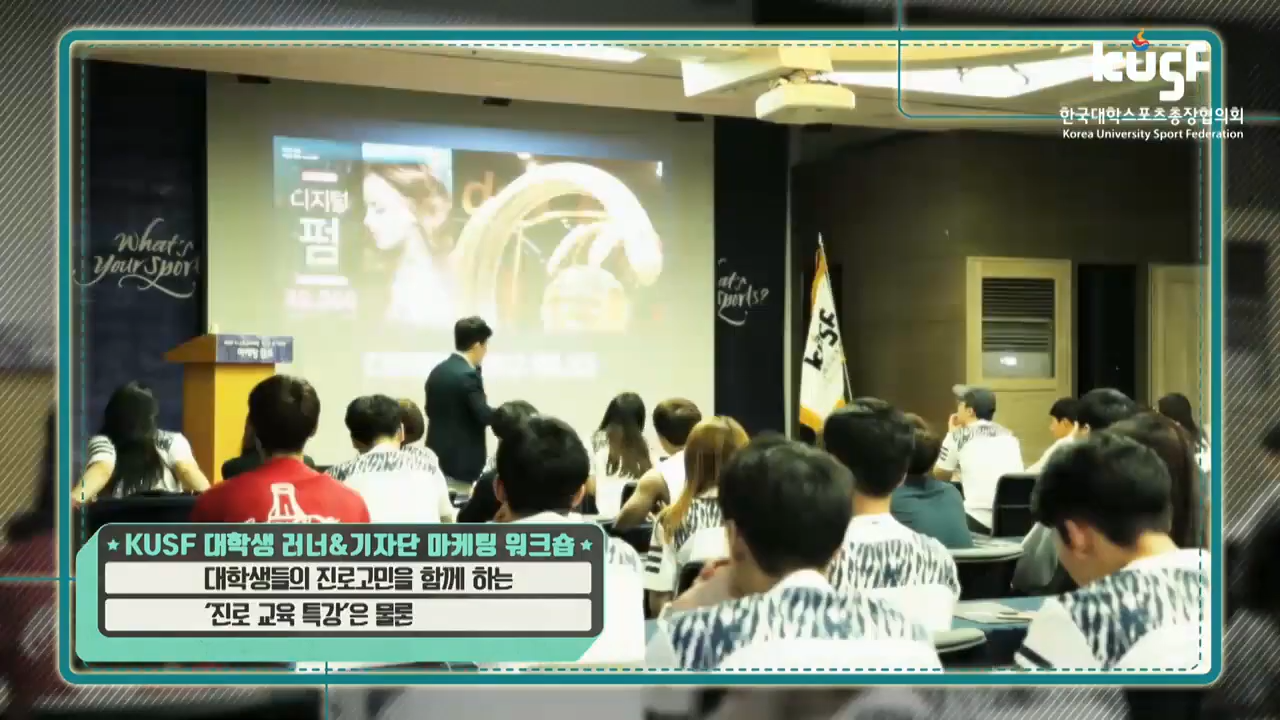 KUSF
한국대학스포츠총장협의회
Korea University Sport Federation
디지털
펌
What's
Your Sport
at's
Sports?
KUSF
★ KUSF 대학생 러너&기자단 마케팅 워크숍 ★
대학생들의 진로고민을 함께 하는
'진로 교육 특강'은 물론